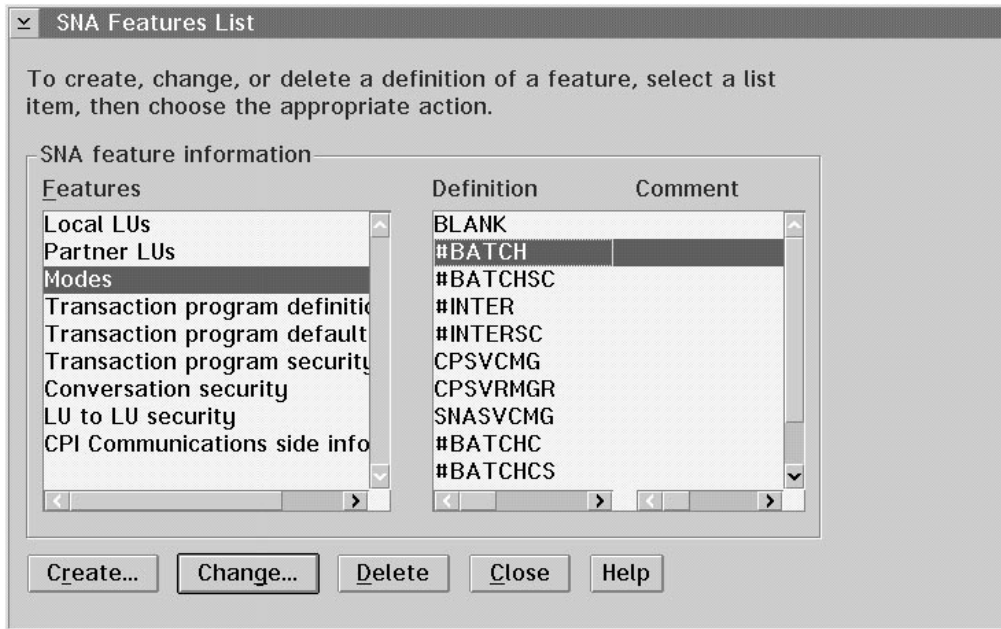 SNA Features List
To create, change, or delete a definition of a feature, select a list
item, then choose the appropriate action.
SNA feature information
Features
Local LUs
Partner LUs
Modes
Transaction program definitio
Transaction program default
Transaction program security
Conversation security
LU to LU security
CPI Communications side info
Definition
Comment
BLANK
#BATCH
#BATCHSC
#INTER
#INTERSC
CPSVCMG
CPSVRMGR
SNASVCMG
#BATCHC
#BATCHCS
Create...
Change...
Delete
Close
Help